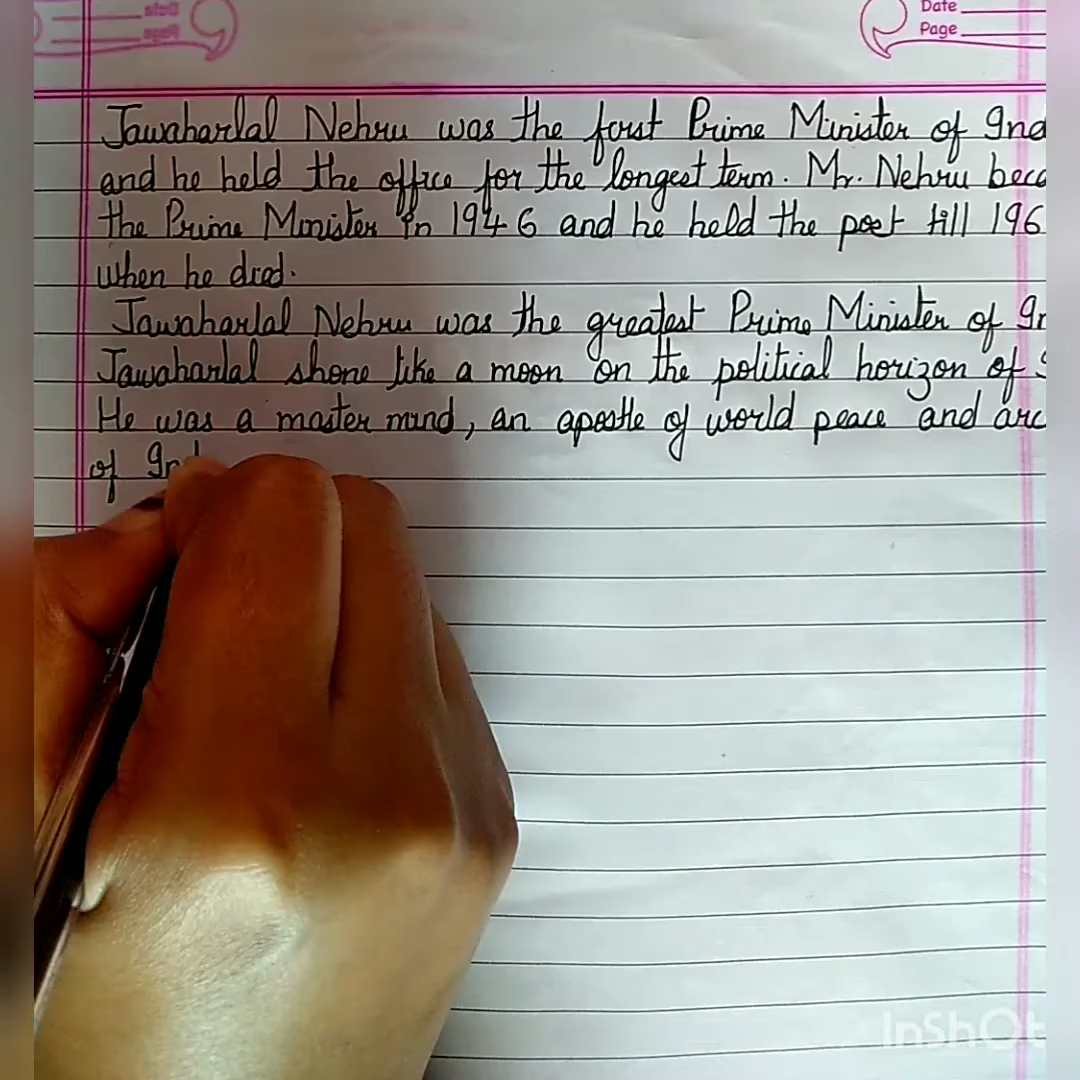 Date
Page
Jawaharlal Nehru was the first Prime Minister of Ind
and he held the office for the longest term. Mr. Nehru beca
the Prime Minister in 1946 and he held the post till 196
when he died.
Jawaharlal Nehru was the greatest Prime Minister of In
Jawaharlal shone like a moon on the political horizon of
He was a master mind, an apostle of world peace and arc
of Ind
InShOt